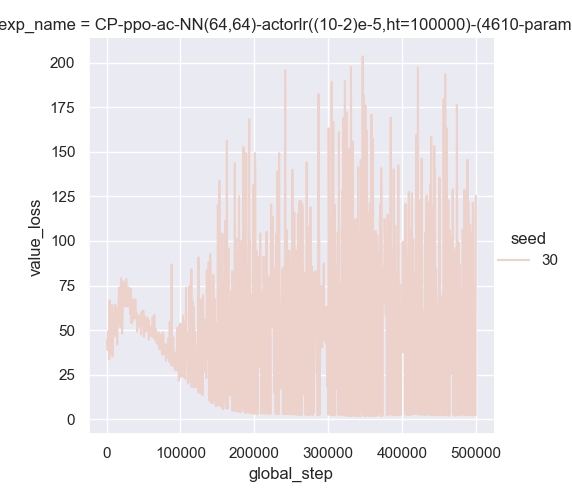 exp_name = CP-ppo-ac-NN(64,64)-actorlr((10-2)e-5,ht=100000)-(4610-param
200
175
150
125
100
75
50
25
0
value_loss
0 100000 200000 300000 400000 500000
global_step
seed
30